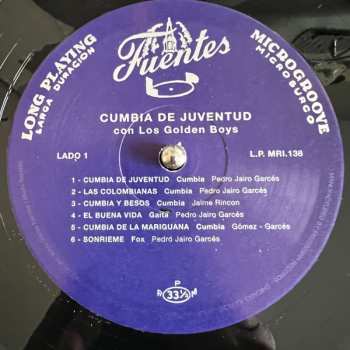 Fuentes
LONG PLAYING
LARGA DURACION
MICROGROOVE
MICROSURCO
CUMBIA DE JUVENTUD
con Los Golden Boys
LADO 1
L.P. MRI.138
1 - CUMBIA DE JUVENTUD Cumbia Pedro Jairo Garcés
2 - LAS COLOMBIANAS Cumbia Pedro Jairo Garcés
3 - CUMBIA Y BESOS Cumbia Jaime Rincon
4 - EL BUENA VIDA Gaita Pedro Jairo Garcés
5 - CUMBIA DE LA MARIGUANA Cumbia Gómez - Garcés
6 - SONRIEME Fox Pedro Jairo Garcés
R P M
33⅓